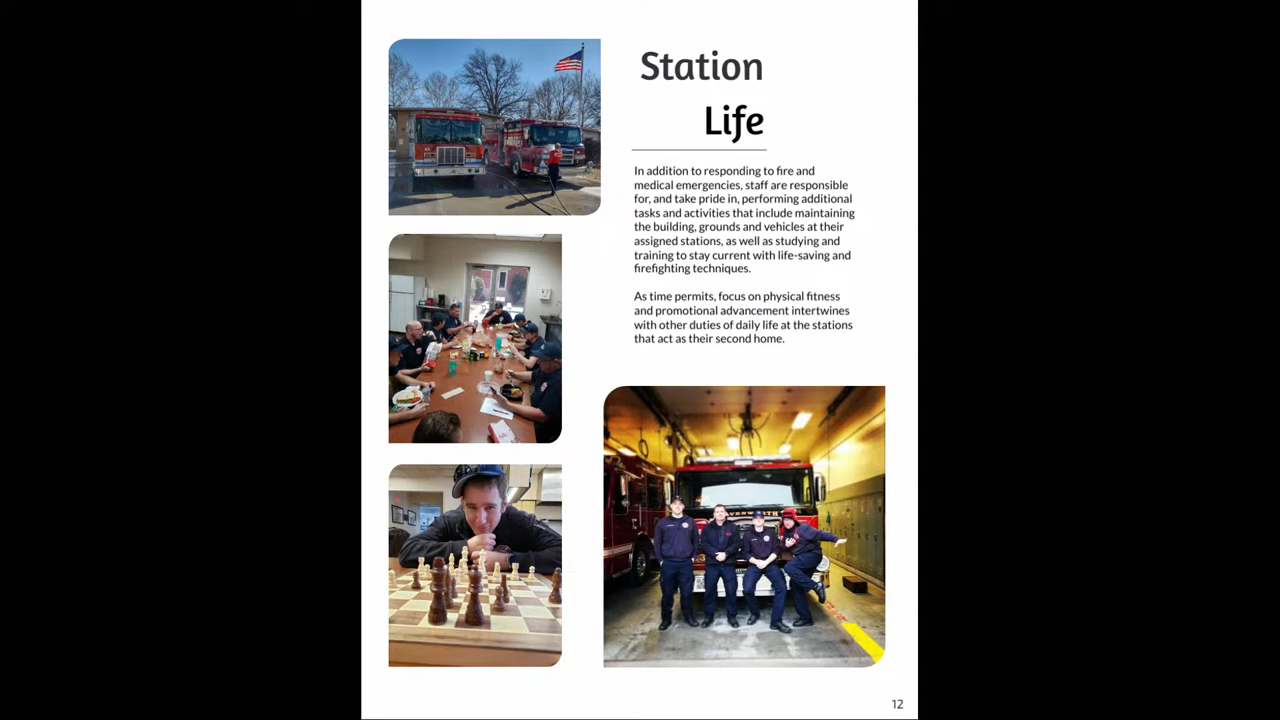 Station
Life
In addition to responding to fire and
medical emergencies, staff are responsible
for, and take pride in, performing additional
tasks and activities that include maintaining
the building, grounds and vehicles at their
assigned stations, as well as studying and
training to stay current with life-saving and
firefighting techniques.
As time permits, focus on physical fitness
and promotional advancement intertwines
with other duties of daily life at the stations
that act as their second home.
12